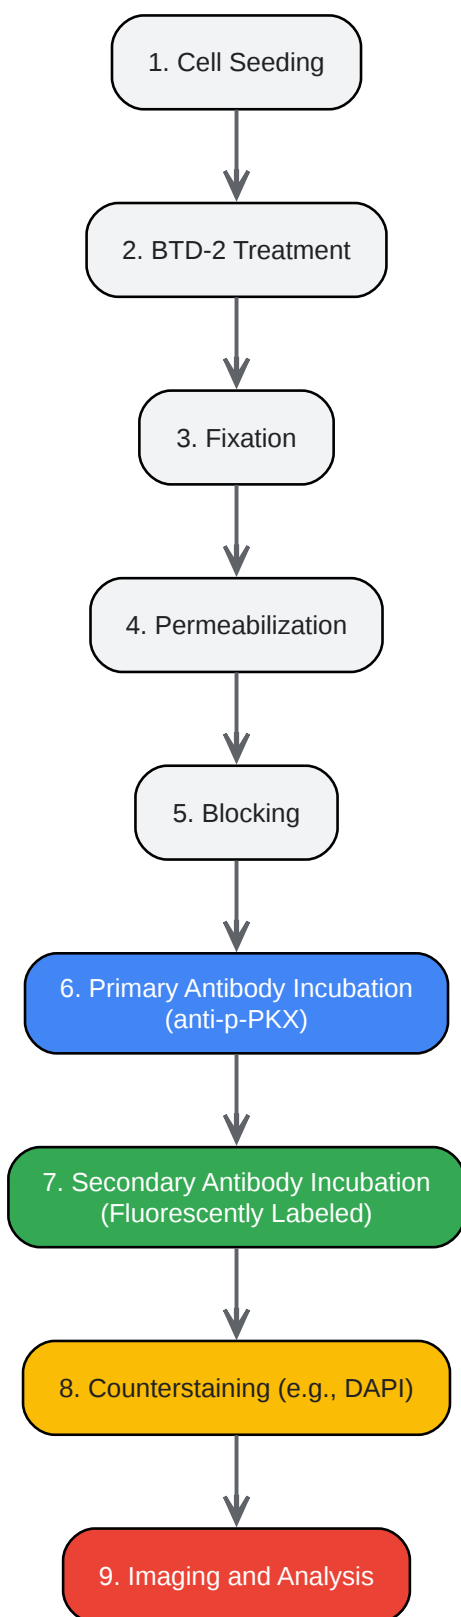 1. Cell Seeding
2. BTD-2 Treatment
3. Fixation
4. Permeabilization
5. Blocking
6. Primary Antibody Incubation
(anti-p-PKX)
7. Secondary Antibody Incubation
(Fluorescently Labeled)
8. Counterstaining (e.g., DAPI)
9. Imaging and Analysis